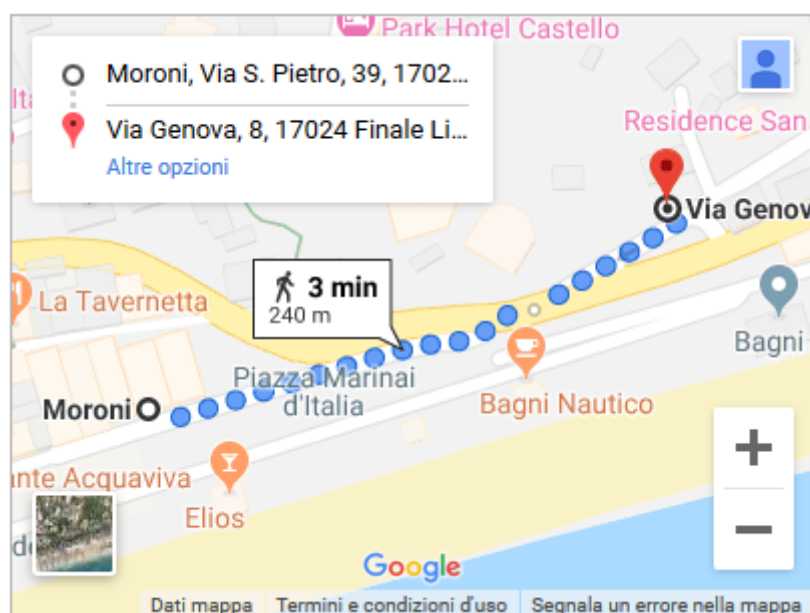 Park Hotel Castello
Moroni, Via S. Pietro, 39, 1702...
Via Genova, 8, 17024 Finale Li...
Altre opzioni
Residence San
Via Genov
3 min
240 m
La Tavernetta
Bagni
Piazza Marinai
d'Italia
Bagni Nautico
Moroni
nte Acquaviva
Elios
Google
Dati mappa Termini e condizioni d'uso Segnala un errore nella mappa